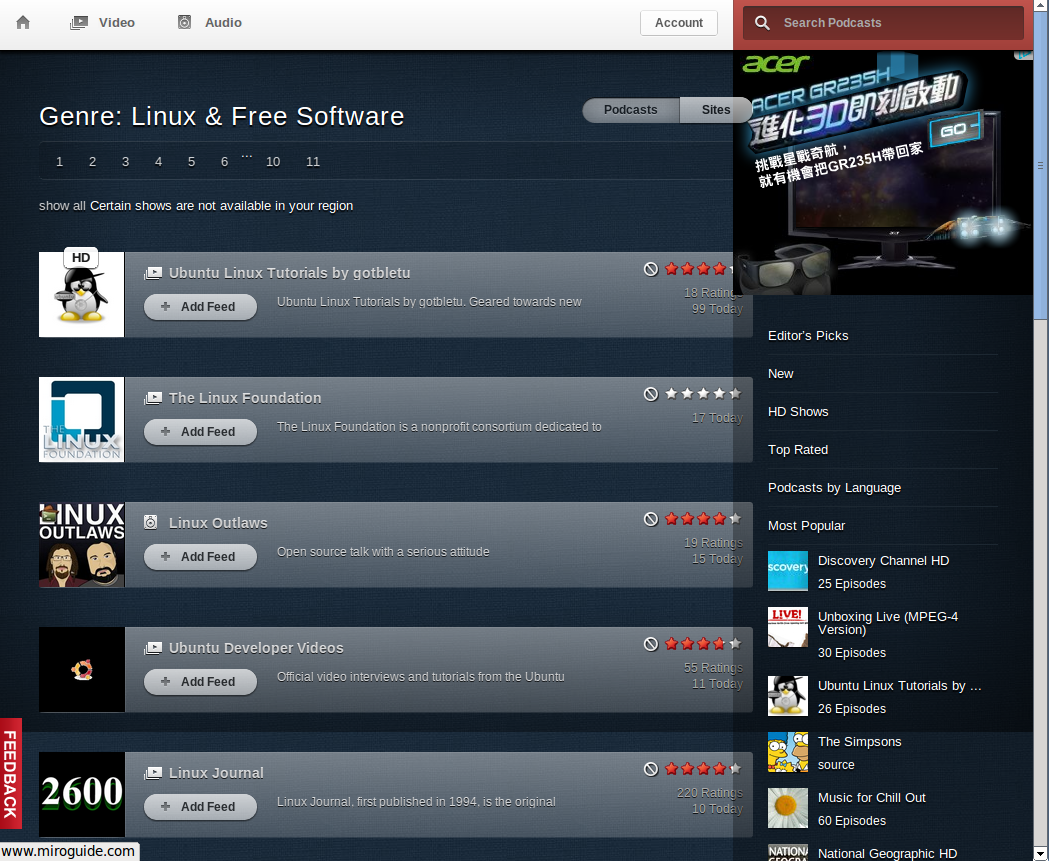 Video
Audio
Account
Search Podcasts
Genre: Linux & Free Software
Podcasts
Sites
1 2 3 4 5 6 ... 10 11
show all Certain shows are not available in your region
HD
Ubuntu Linux Tutorials by gotbletu
+ Add Feed
Ubuntu Linux Tutorials by gotbletu. Geared towards new
18 Ratings
99 Today
The Linux Foundation
+ Add Feed
The Linux Foundation is a nonprofit consortium dedicated to
17 Today
THE
LINUX
FOUNDATION
Linux Outlaws
+ Add Feed
Open source talk with a serious attitude
19 Ratings
15 Today
LINUX
OUTLAWS
Ubuntu Developer Videos
+ Add Feed
Official video interviews and tutorials from the Ubuntu
55 Ratings
11 Today
Linux Journal
+ Add Feed
Linux Journal, first published in 1994, is the original
220 Ratings
10 Today
2600
FEEDBACK
www.miroguide.com
acer
ACER GR235H
進化3D即刻啟動
GO
挑戰星戰奇航，
就有機會把GR235H帶回家
acer
Editor's Picks
New
HD Shows
Top Rated
Podcasts by Language
Most Popular
scovery
Discovery Channel HD
25 Episodes
LIVE!
Unboxing Live (MPEG-4
Version)
30 Episodes
Ubuntu Linux Tutorials by ...
26 Episodes
The Simpsons
source
Music for Chill Out
60 Episodes
NATIONAL
National Geographic HD